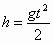 h = gt²/2